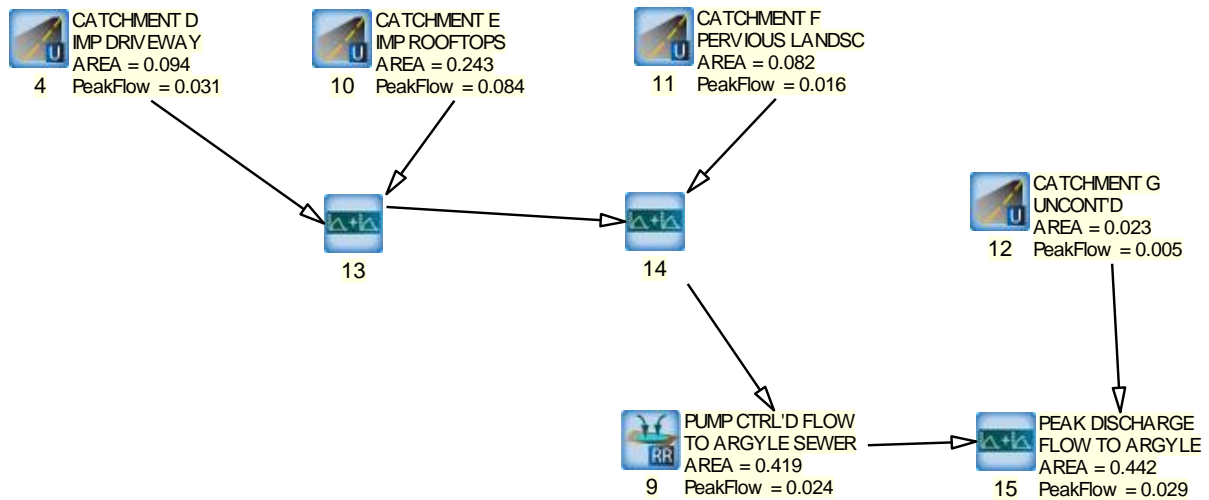 CATCHMENT D
IMP DRIVEWAY
AREA = 0.094
4 PeakFlow = 0.031
CATCHMENT E
IMP ROOFTOPS
AREA = 0.243
10 PeakFlow = 0.084
CATCHMENT F
PERVIOUS LANDSC
AREA = 0.082
11 PeakFlow = 0.016
U
U
U
13
14
CATCHMENT G
UNCONT'D
AREA = 0.023
12 PeakFlow = 0.005
U
PUMP CTRL'D FLOW
TO ARGYLE SEWER
AREA = 0.419
9 PeakFlow = 0.024
RR
PEAK DISCHARGE
FLOW TO ARGYLE
AREA = 0.442
15 PeakFlow = 0.029